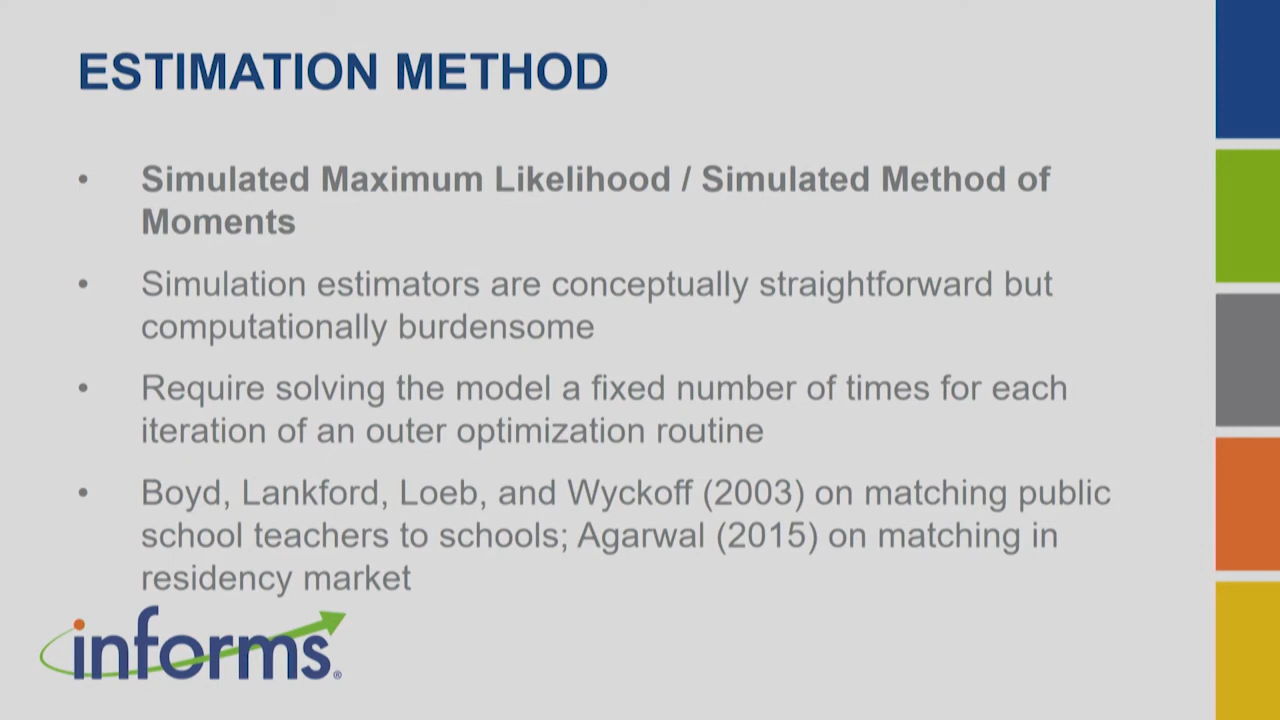 ESTIMATION METHOD
• Simulated Maximum Likelihood / Simulated Method of
Moments
• Simulation estimators are conceptually straightforward but
computationally burdensome
• Require solving the model a fixed number of times for each
iteration of an outer optimization routine
• Boyd, Lankford, Loeb, and Wyckoff (2003) on matching public
school teachers to schools; Agarwal (2015) on matching in
residency market
informs®